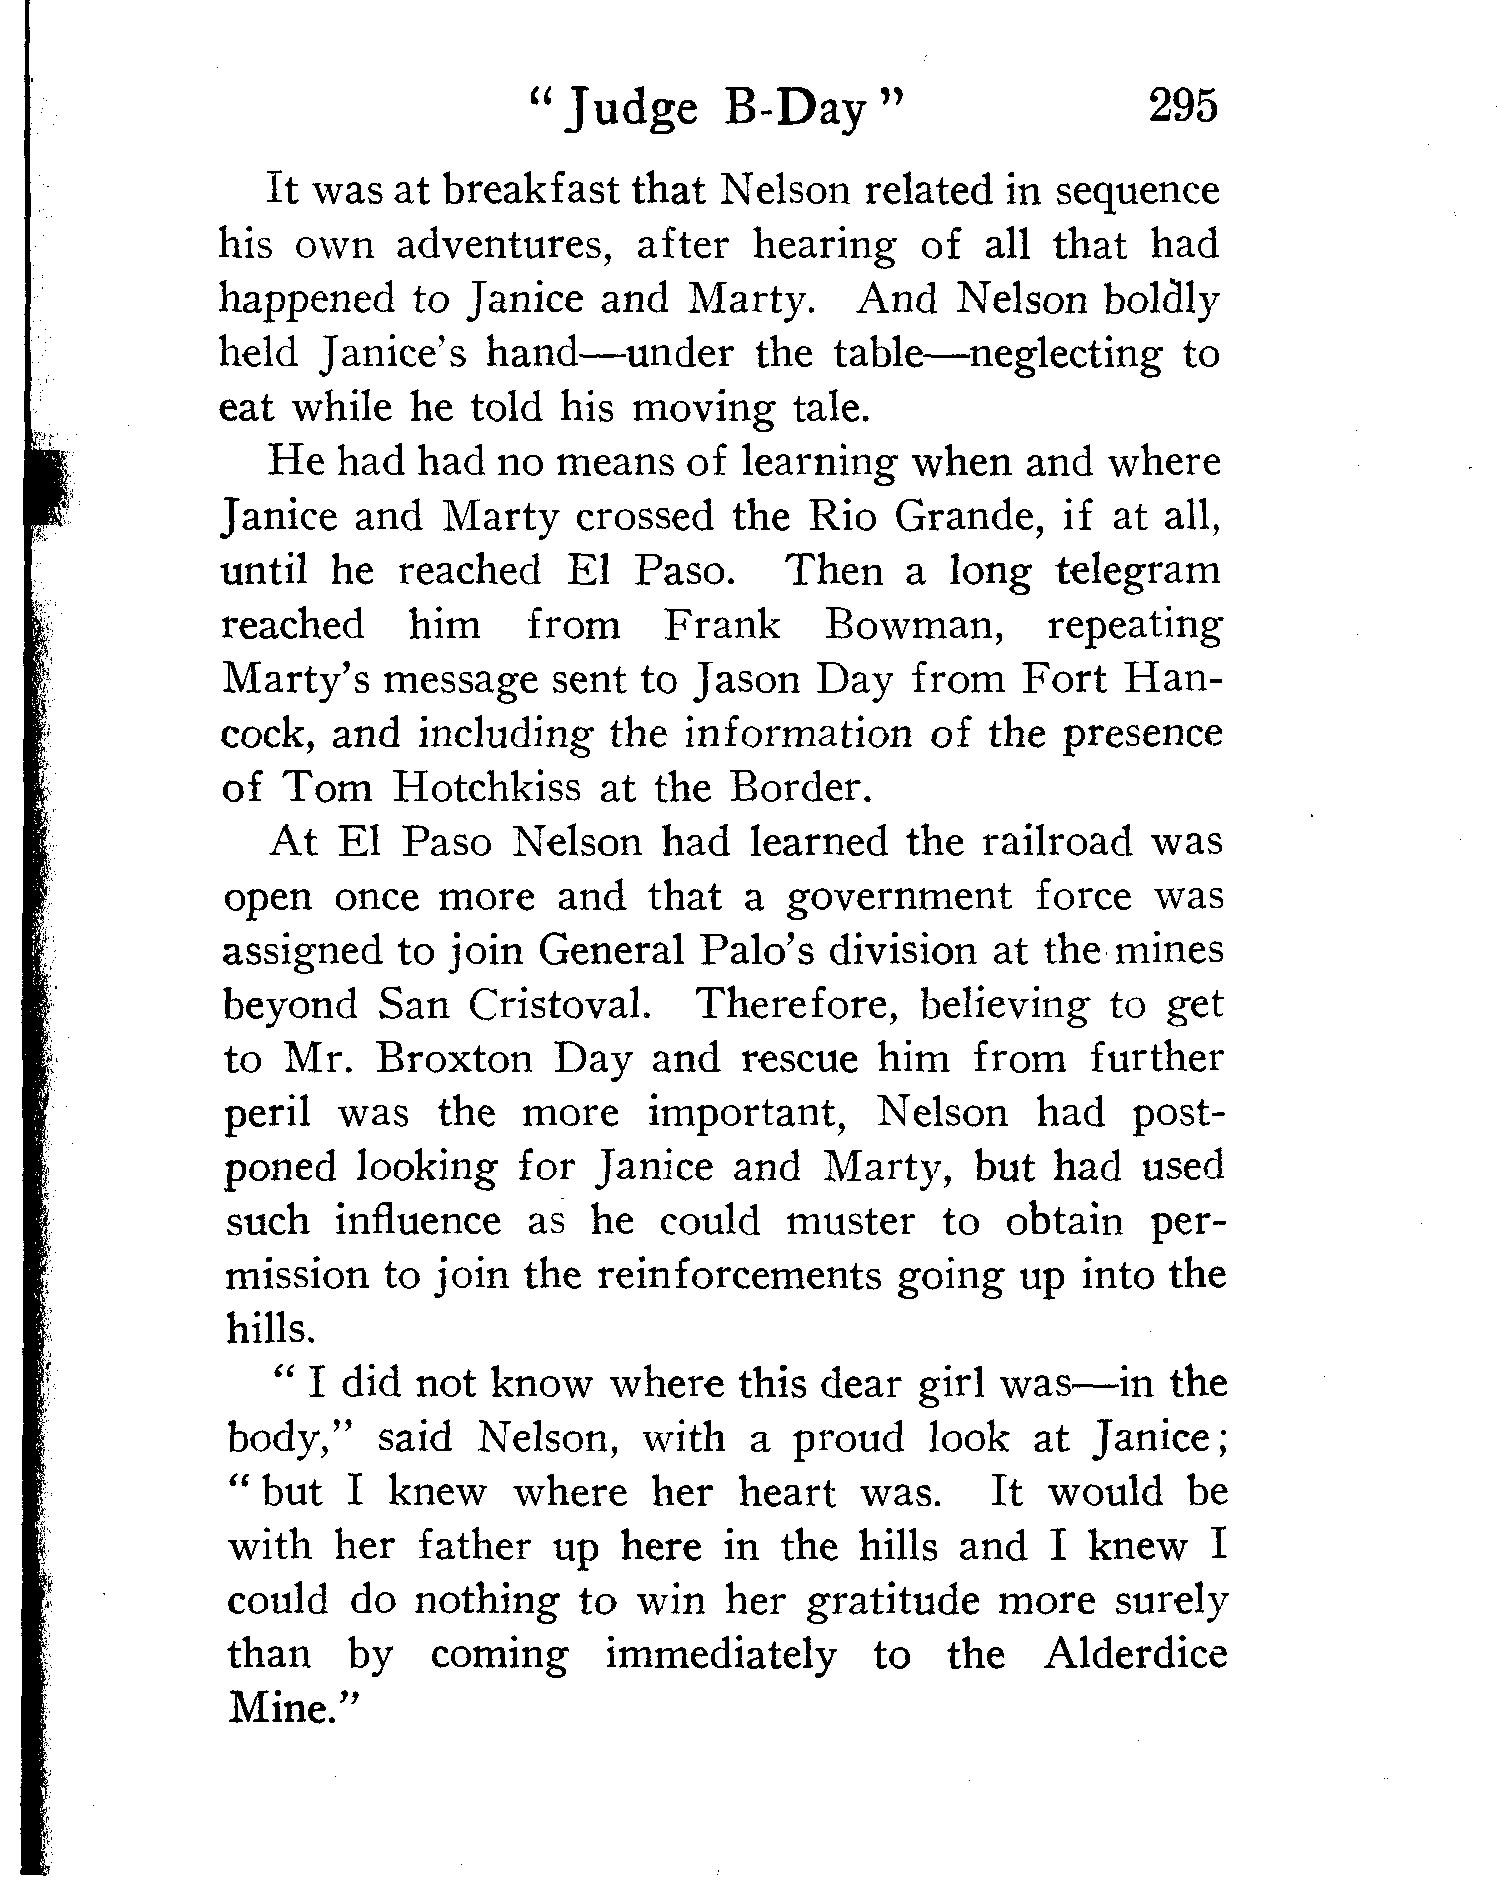 “ Judge B-Day ” 295
It was at breakfast that Nelson related in sequence
his own adventures, after hearing of all that had
happened to Janice and Marty. And Nelson boldly
held Janice’s hand—under the table—neglecting to
eat while he told his moving tale.
He had had no means of learning when and where
Janice and Marty crossed the Rio Grande, if at all,
until he reached El Paso. Then a long telegram
reached him from Frank Bowman, repeating
Marty’s message sent to Jason Day from Fort Han-
cock, and including the information of the presence
of Tom Hotchkiss at the Border.
At El Paso Nelson had learned the railroad was
open once more and that a government force was
assigned to join General Palo’s division at the mines
beyond San Cristoval. Therefore, believing to get
to Mr. Broxton Day and rescue him from further
peril was the more important, Nelson had post-
poned looking for Janice and Marty, but had used
such influence as he could muster to obtain per-
mission to join the reinforcements going up into the
hills.
“ I did not know where this dear girl was—in the
body,” said Nelson, with a proud look at Janice;
“ but I knew where her heart was. It would be
with her father up here in the hills and I knew I
could do nothing to win her gratitude more surely
than by coming immediately to the Alderdice
Mine.”